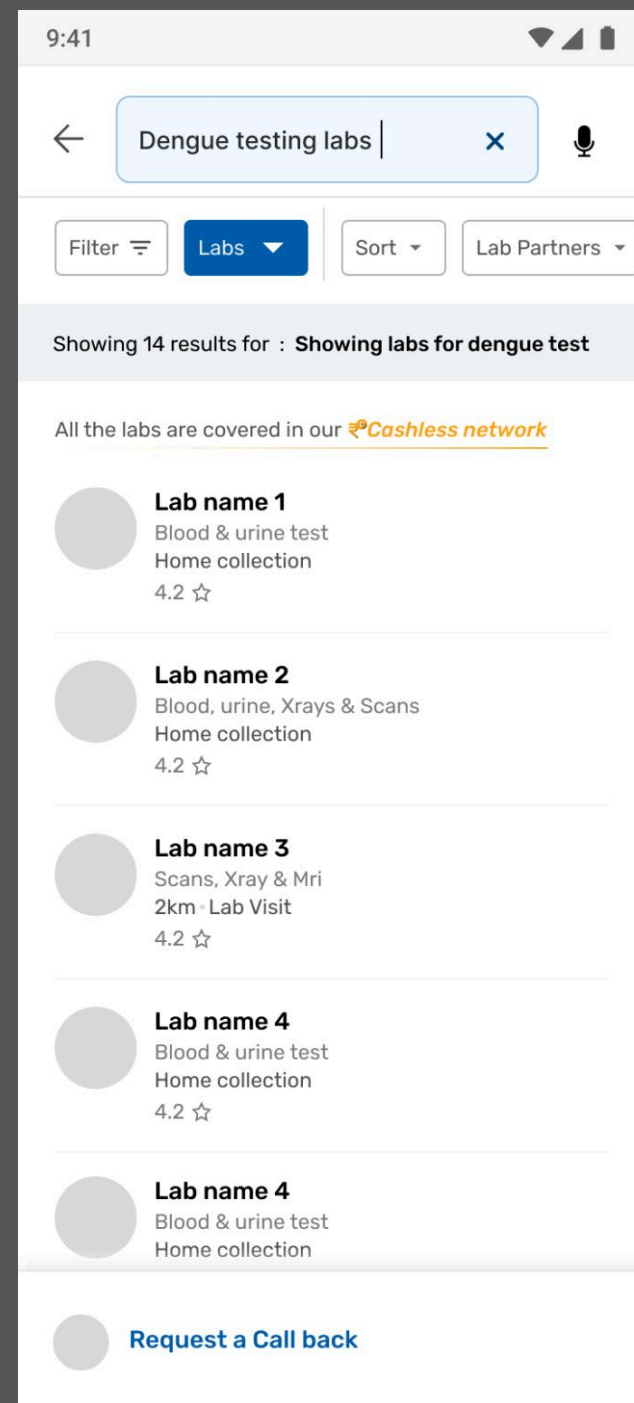 9:41
Dengue testing labs
Filter Labs Sort Lab Partners
Showing 14 results for : Showing labs for dengue test
All the labs are covered in our ₹Cashless network
Lab name 1
Blood & urine test
Home collection
4.2
Lab name 2
Blood, urine, Xrays & Scans
Home collection
4.2
Lab name 3
Scans, Xray & Mri
2km • Lab Visit
4.2
Lab name 4
Blood & urine test
Home collection
4.2
Lab name 4
Blood & urine test
Home collection
Request a Call back